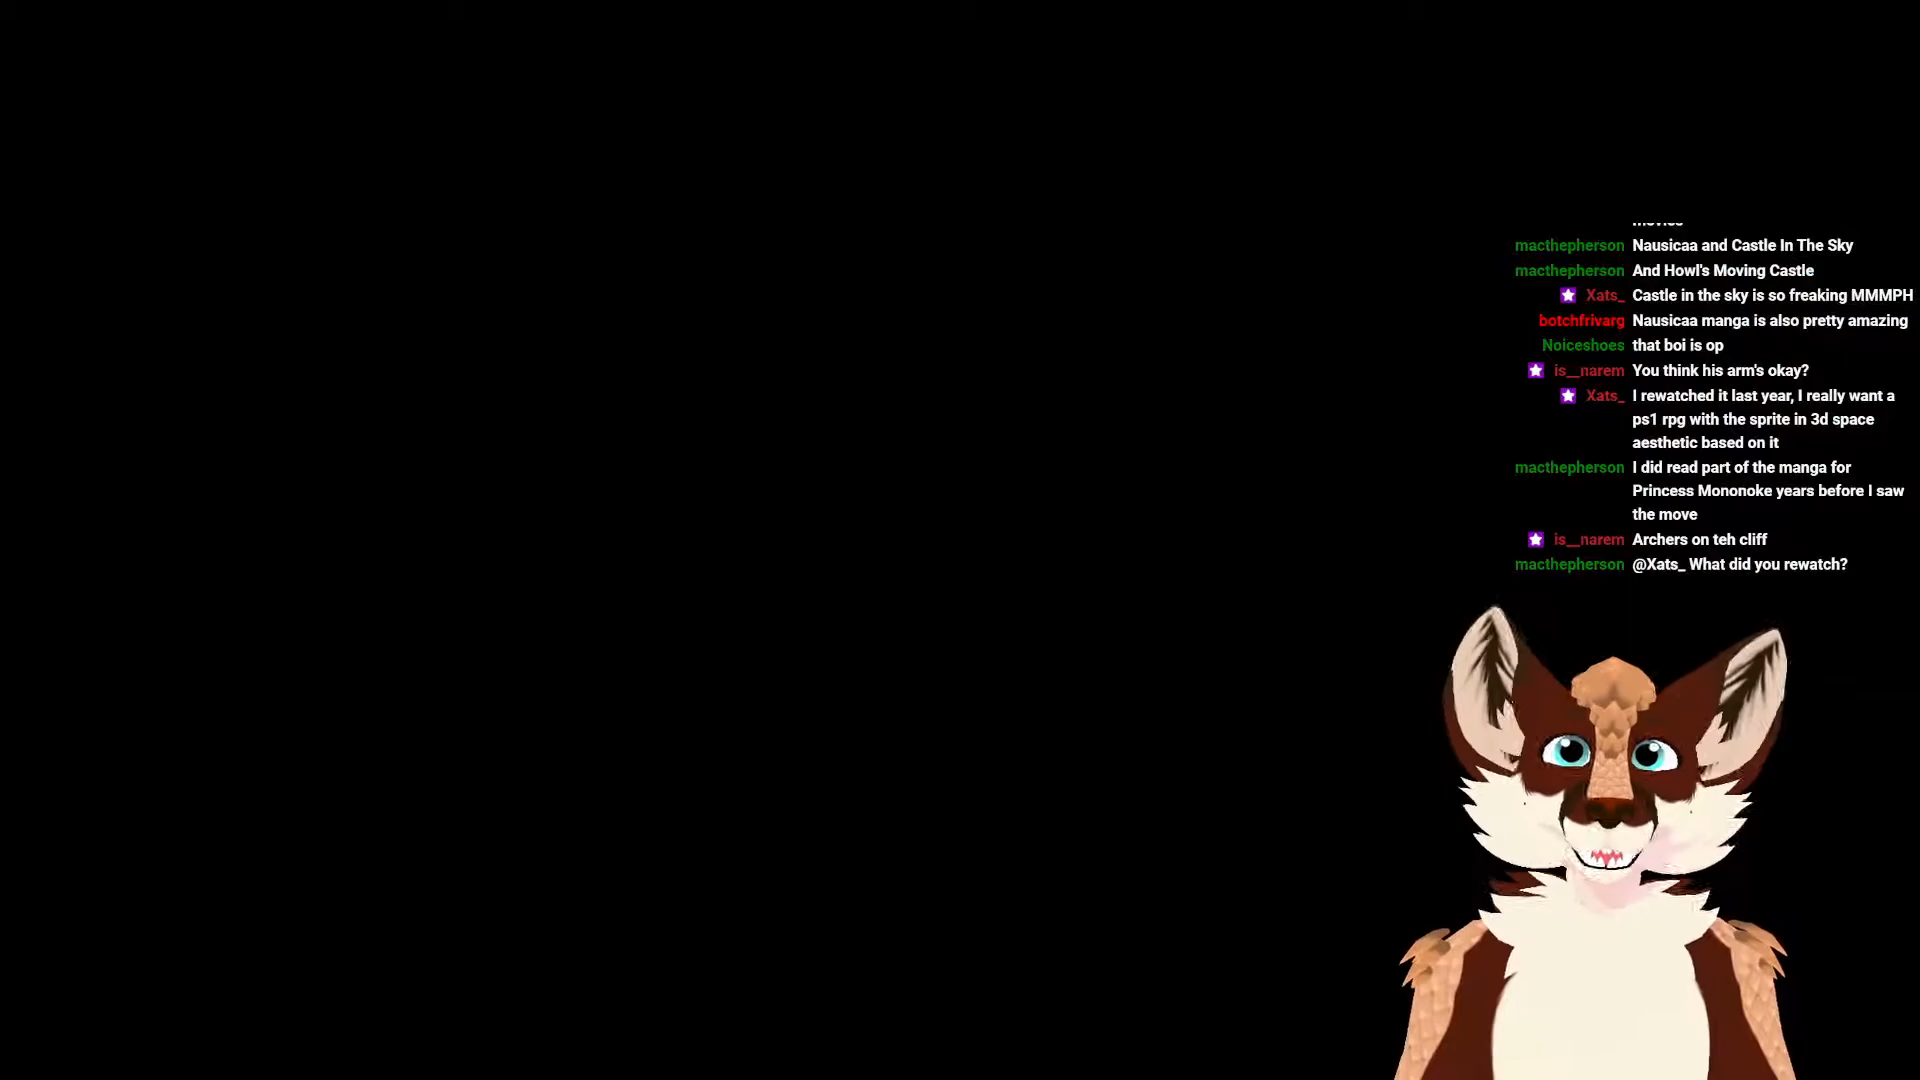 macthepherson Nausicaa and Castle In The Sky
macthepherson And Howl's Moving Castle
Xats_ Castle in the sky is so freaking MMMPH
botchfrivarg Nausicaa manga is also pretty amazing
Noiceshoes that boi is op
is__narem You think his arm's okay?
Xats_ I rewatched it last year, I really want a
ps1 rpg with the sprite in 3d space
aesthetic based on it
macthepherson I did read part of the manga for
Princess Mononoke years before I saw
the move
is__narem Archers on teh cliff
macthepherson @Xats_ What did you rewatch?